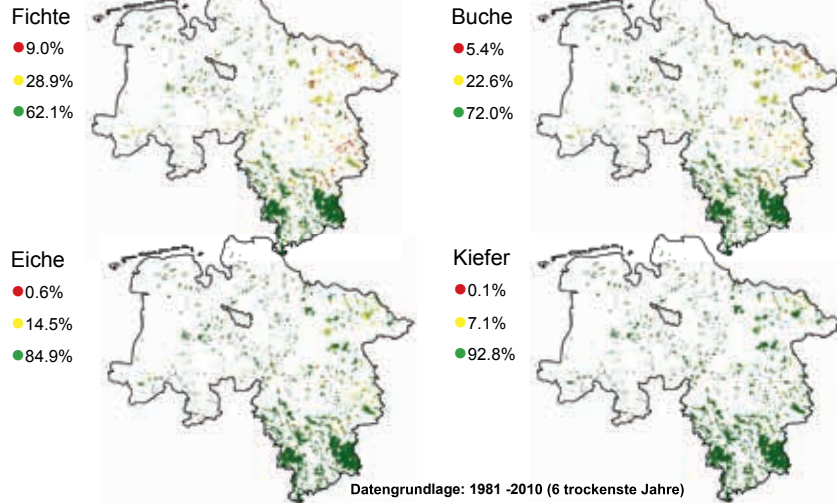 Fichte
9.0%
28.9%
62.1%
Buche
5.4%
22.6%
72.0%
Eiche
0.6%
14.5%
84.9%
Kiefer
0.1%
7.1%
92.8%
Datengrundlage: 1981 -2010 (6 trockenste Jahre)